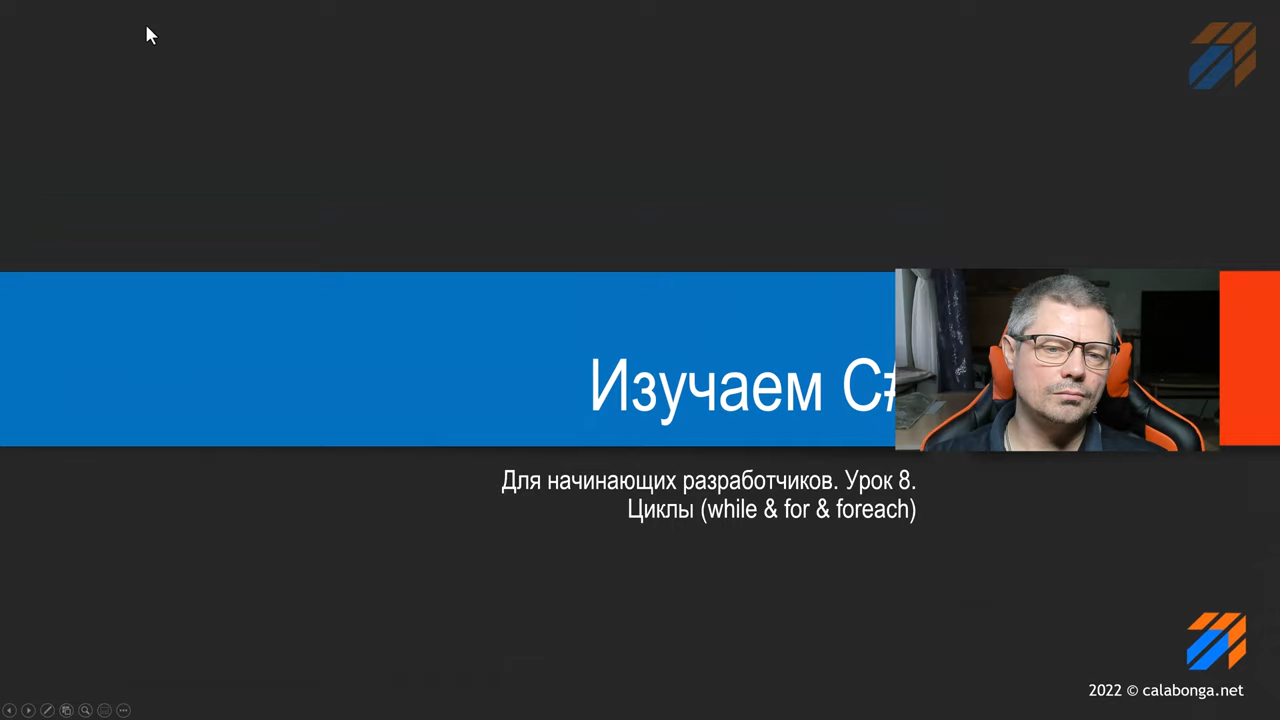 Изучаем C#
Для начинающих разработчиков. Урок 8.
Циклы (while & for & foreach)
2022 © calabonga.net